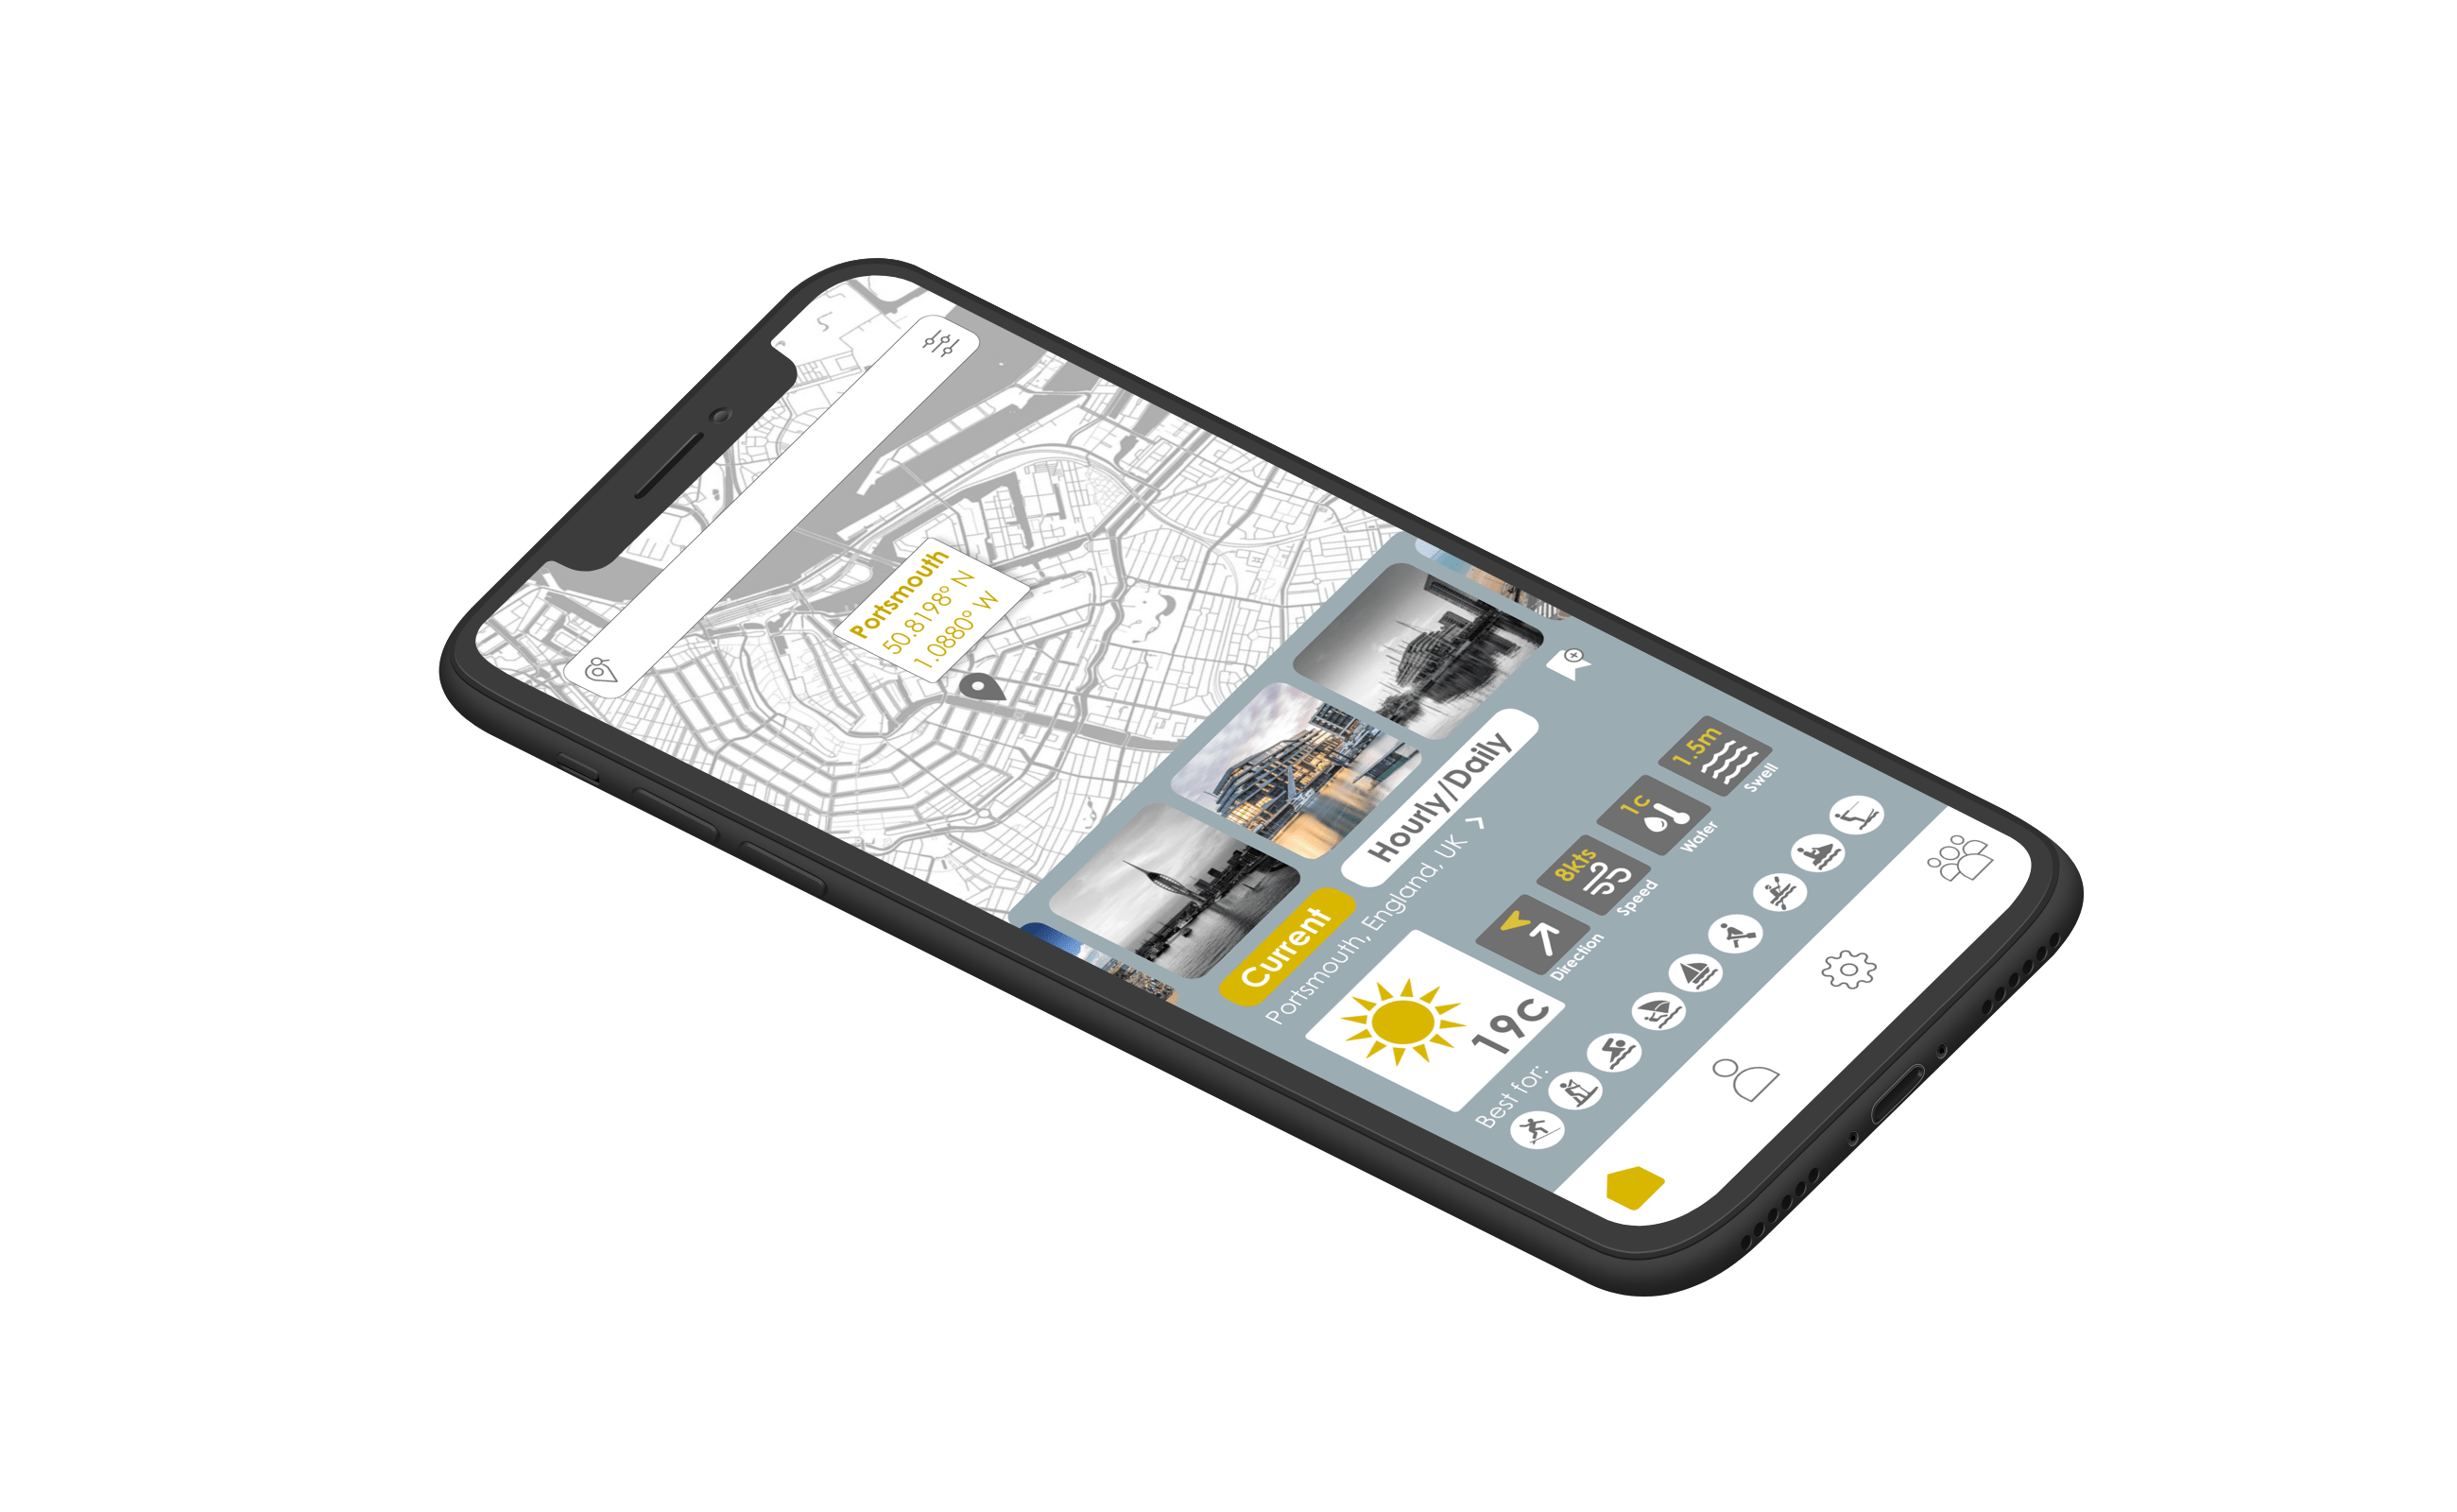 Portsmouth
50.8198° N
1.0880° W
Current
Hourly/Daily
Portsmouth, England, UK
19c
Direction
8kts
Speed
1c
Water
1.5m
Swell
Best for: